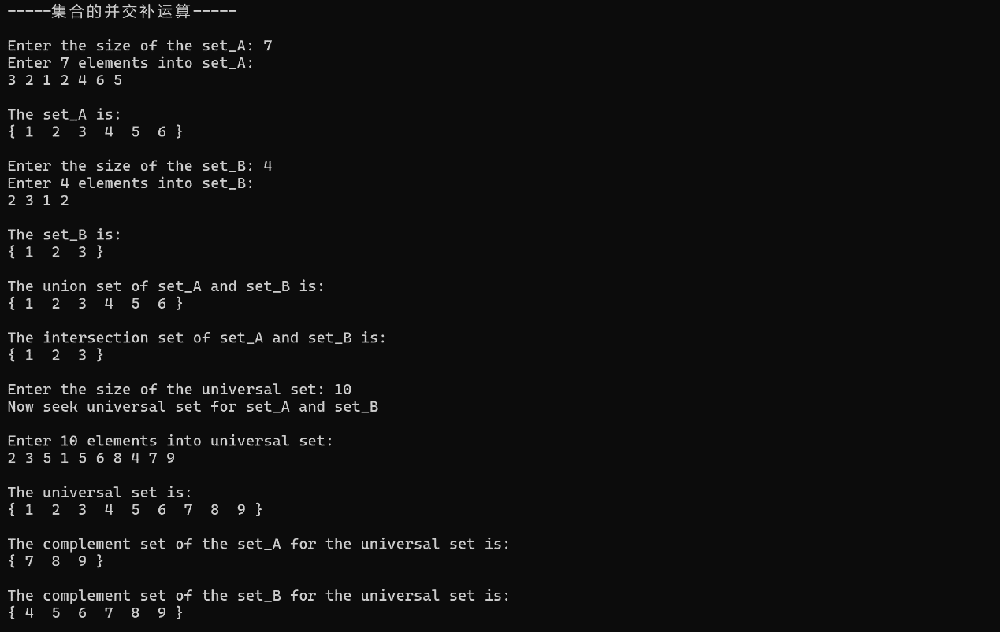 -----集合的并交补运算-----
Enter the size of the set_A: 7
Enter 7 elements into set_A:
3 2 1 2 4 6 5
The set_A is:
{ 1  2  3  4  5  6 }
Enter the size of the set_B: 4
Enter 4 elements into set_B:
2 3 1 2
The set_B is:
{ 1  2  3 }
The union set of set_A and set_B is:
{ 1  2  3  4  5  6 }
The intersection set of set_A and set_B is:
{ 1  2  3 }
Enter the size of the universal set: 10
Now seek universal set for set_A and set_B
Enter 10 elements into universal set:
2 3 5 1 5 6 8 4 7 9
The universal set is:
{ 1  2  3  4  5  6  7  8  9 }
The complement set of the set_A for the universal set is:
{ 7  8  9 }
The complement set of the set_B for the universal set is:
{ 4  5  6  7  8  9 }